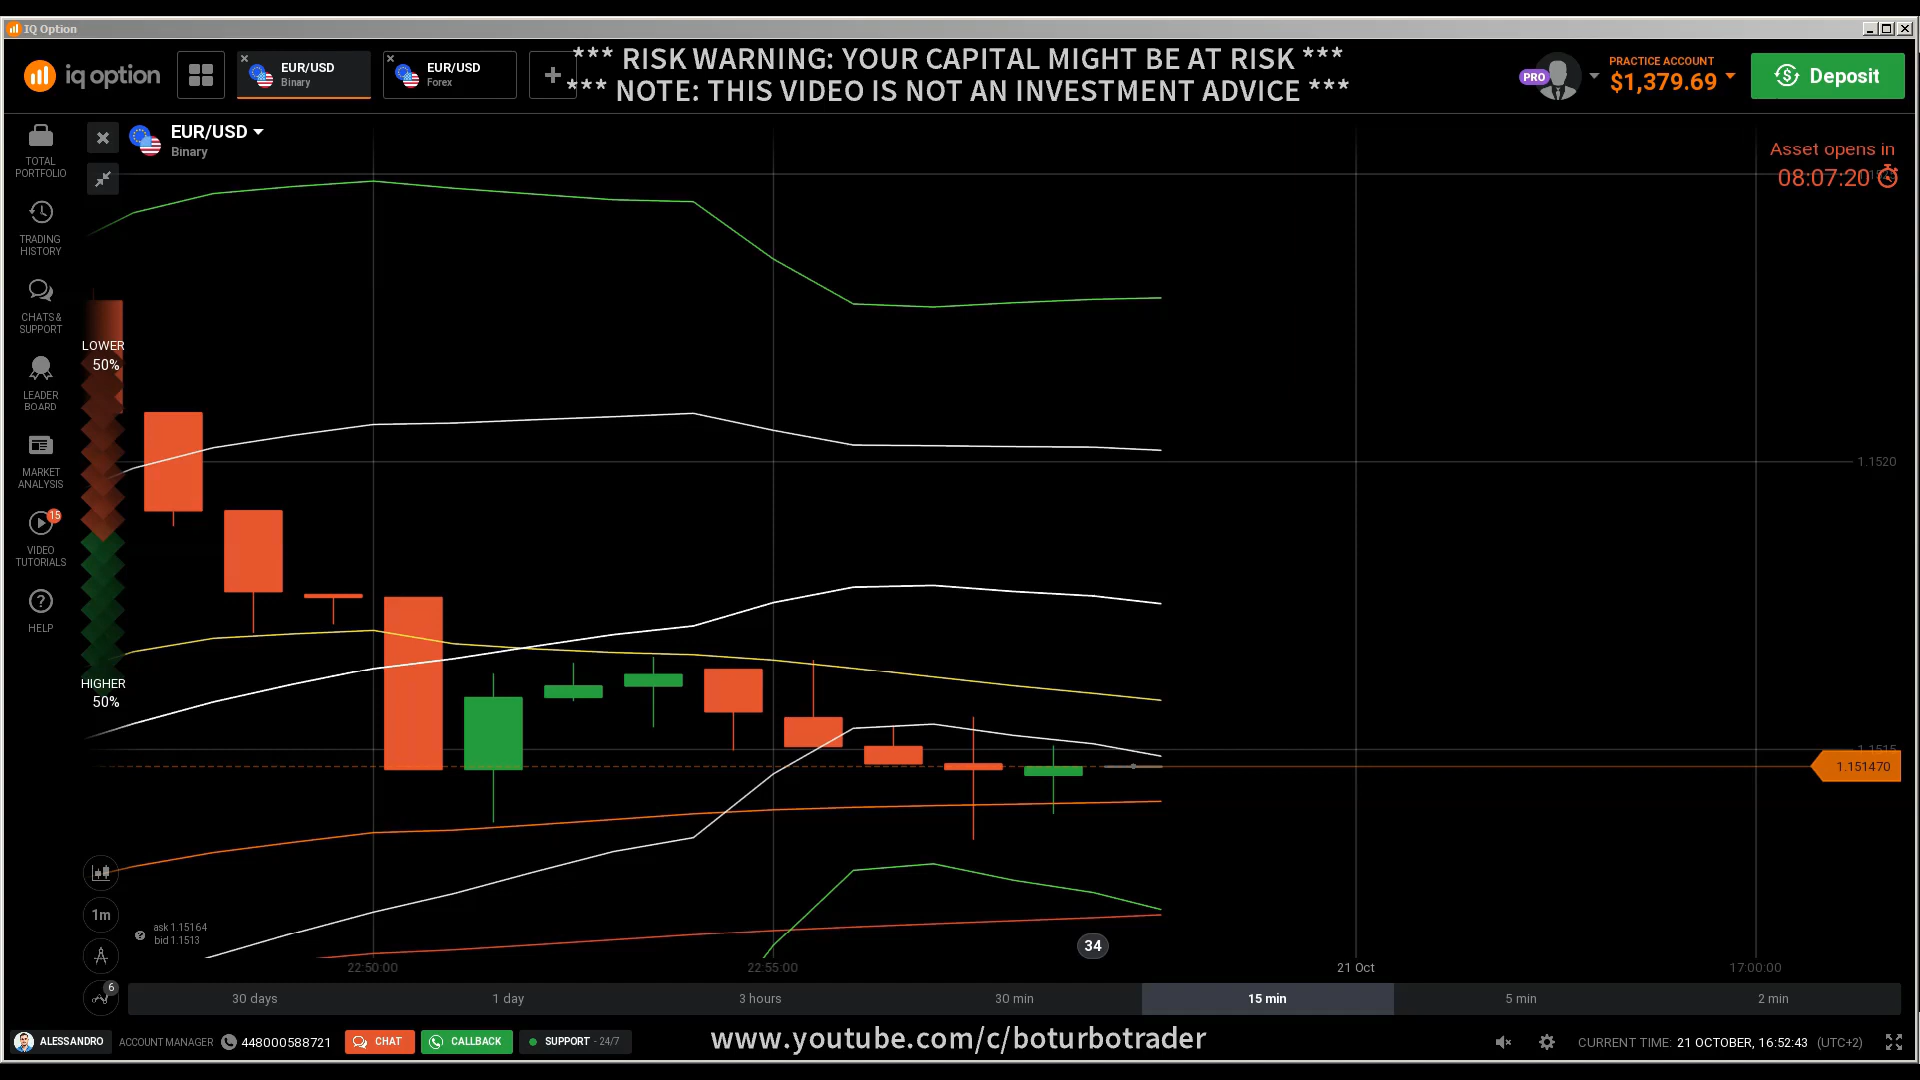 IQ Option
iq option
EUR/USD
Binary
EUR/USD
Forex
*** RISK WARNING: YOUR CAPITAL MIGHT BE AT RISK ***
*** NOTE: THIS VIDEO IS NOT AN INVESTMENT ADVICE ***
PRO
PRACTICE ACCOUNT
$1,379.69
Deposit
EUR/USD
Binary
Asset opens in
08:07:20
TOTAL
PORTFOLIO
TRADING
HISTORY
CHATS &
SUPPORT
LEADER
BOARD
MARKET
ANALYSIS
15
VIDEO
TUTORIALS
HELP
LOWER
50%
HIGHER
50%
1.1520
1.1515
1.151470
1m
ask 1.15164
bid 1.1513
6
34
22:50:00
22:55:00
21 Oct
17:00:00
30 days
1 day
3 hours
30 min
15 min
5 min
2 min
ALESSANDRO
ACCOUNT MANAGER
448000588721
CHAT
CALLBACK
SUPPORT - 24/7
www.youtube.com/c/boturbotrader
CURRENT TIME: 21 OCTOBER, 16:52:43 (UTC+2)